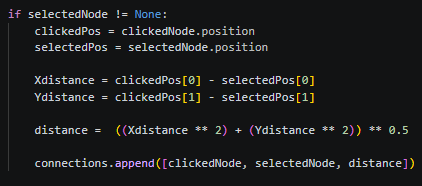 if selectedNode != None:
    clickedPos = clickedNode.position
    selectedPos = selectedNode.position

    Xdistance = clickedPos[0] - selectedPos[0]
    Ydistance = clickedPos[1] - selectedPos[1]

    distance =  ((Xdistance ** 2) + (Ydistance ** 2)) ** 0.5

    connections.append([clickedNode, selectedNode, distance])